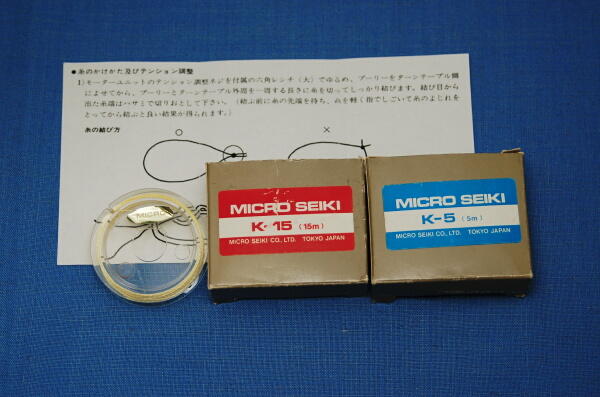 ●糸のかけかた及びテンション調整
1)モーターユニットのテンション調整ネジを付属の六角レンチ(大)でゆるめ、プーリーをターンテーブル側
によせてから、プーリーとターンテーブル外周を一周する長さに糸を切ってしっかり結びます。結び目から
出た糸端はハサミで切りおとして下さい。(結ぶ前に糸の先端を持ち、糸を軽く指でしごいて糸のよじれを
とってから結ぶと良い結果が得られます。)
糸の結び方
○
×
MICRO
MICRO SEIKI
K-15 (15m)
MICRO SEIKI CO., LTD. TOKYO JAPAN
MICRO SEIKI
K-5 (5m)
MICRO SEIKI CO., LTD. TOKYO JAPAN